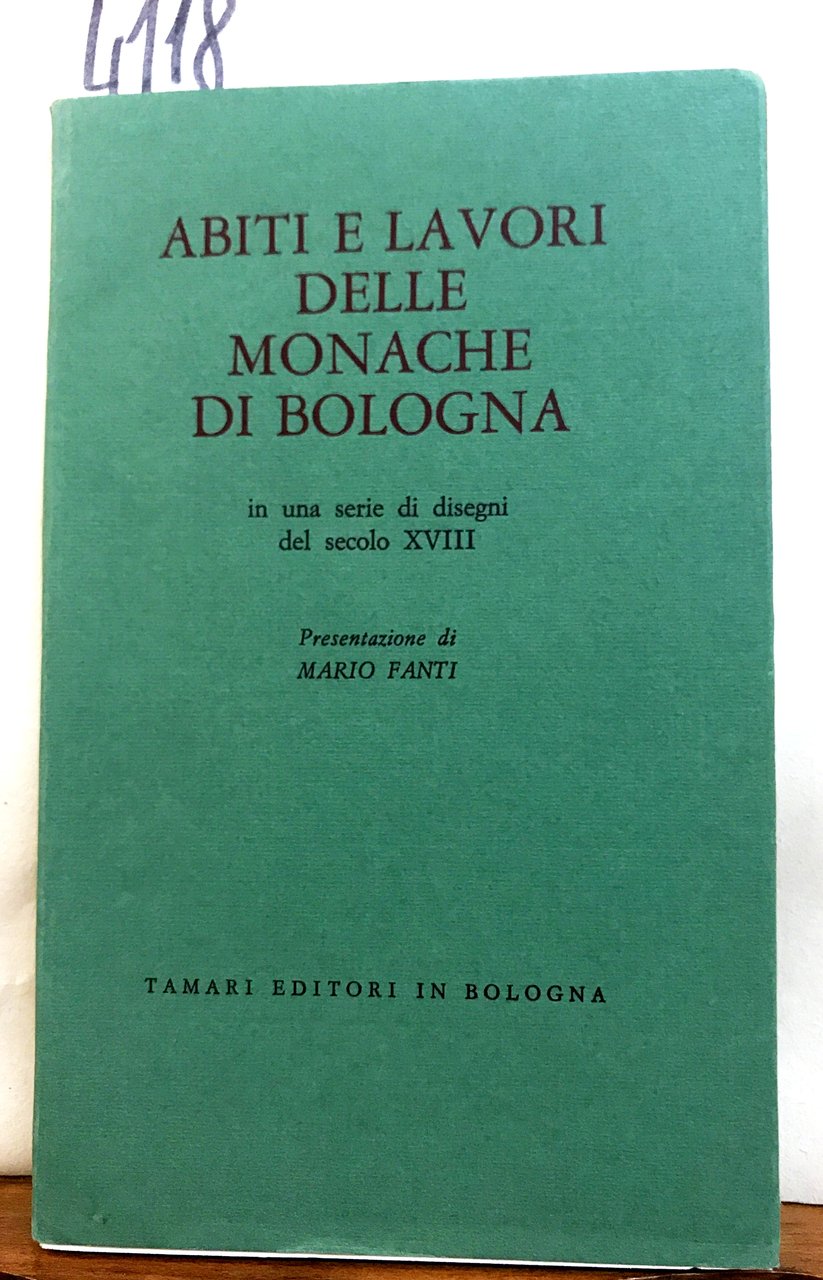 4118
ABITI E LAVORI
DELLE
MONACHE
DI BOLOGNA
in una serie di disegni
del secolo XVIII
Presentazione di
MARIO FANTI
TAMARI EDITORI IN BOLOGNA